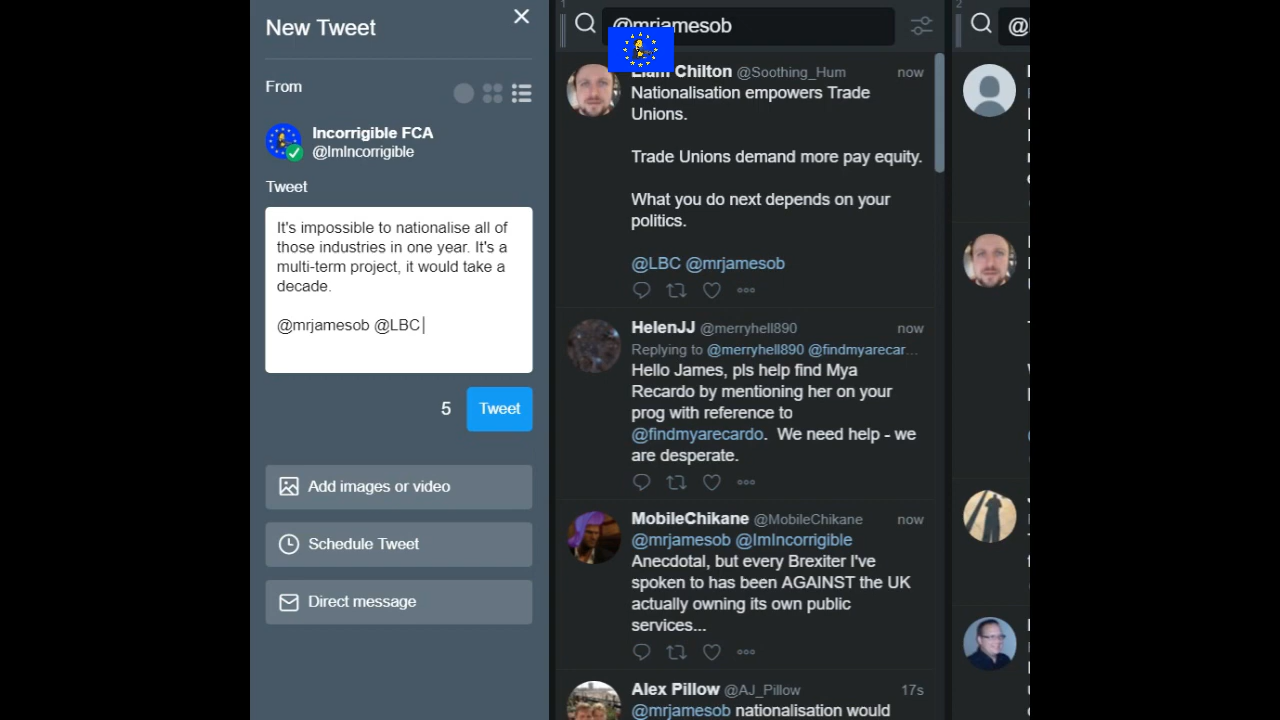 New Tweet
From
Incorrigible FCA
@ImIncorrigible
Tweet
It's impossible to nationalise all of
those industries in one year. It's a
multi-term project, it would take a
decade.
@mrjamesob @LBC
5
Tweet
Add images or video
Schedule Tweet
Direct message
1
@mrjamesob
Liam Chilton @Soothing_Hum now
Nationalisation empowers Trade
Unions.
Trade Unions demand more pay equity.
What you do next depends on your
politics.
@LBC @mrjamesob
HelenJJ @merryhell890 now
Replying to @merryhell890 @findmyarecar...
Hello James, pls help find Mya
Recardo by mentioning her on your
prog with reference to
@findmyarecardo. We need help - we
are desperate.
MobileChikane @MobileChikane now
@mrjamesob @ImIncorrigible
Anecdotal, but every Brexiter I've
spoken to has been AGAINST the UK
actually owning its own public
services...
Alex Pillow @AJ_Pillow 17s
@mrjamesob nationalisation would
2
@